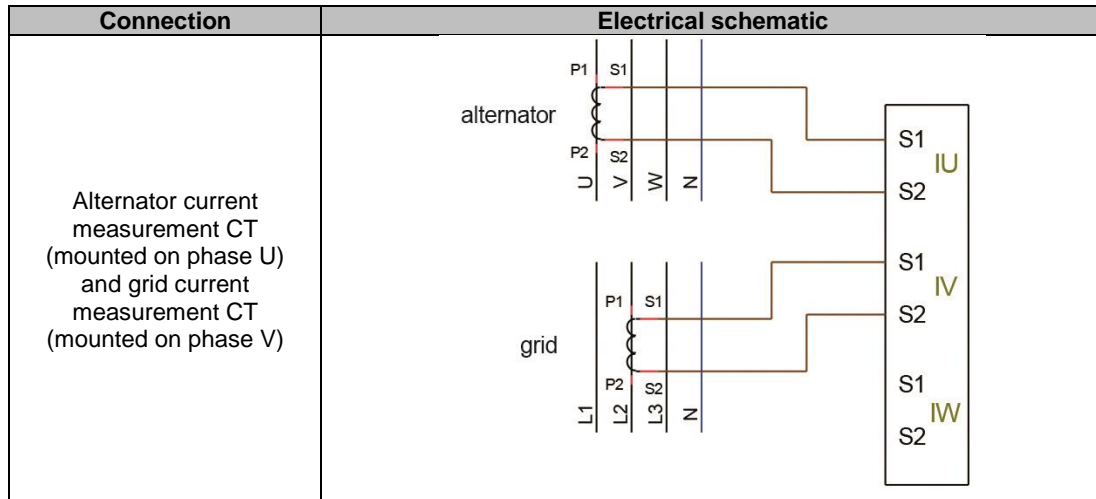 Connection
Electrical schematic
Alternator current
measurement CT
(mounted on phase U)
and grid current
measurement CT
(mounted on phase V)
P1 S1
alternator
P2 S2
U V W N
P1 S1
grid
P2 S2
L1 L2 L3 N
S1
IU
S2
S1
IV
S2
S1
IW
S2